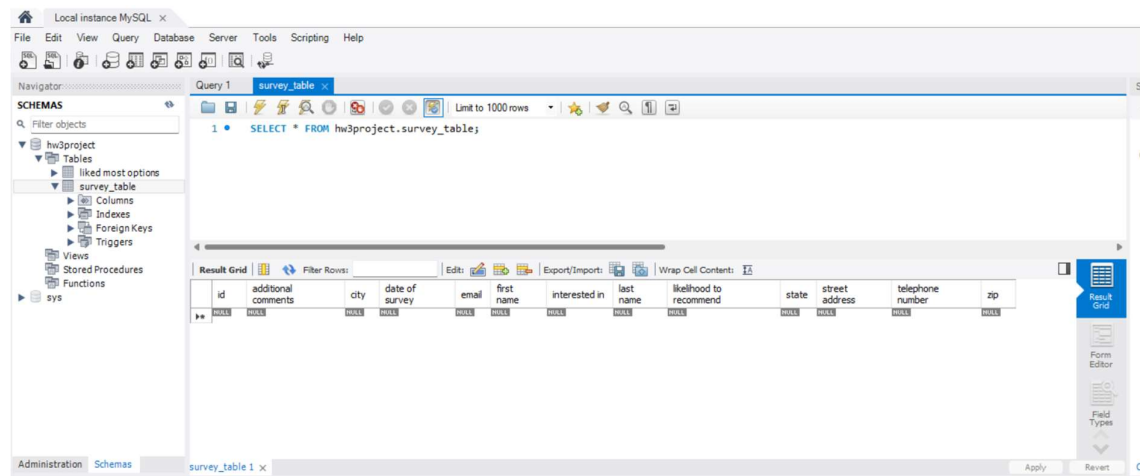 Local instance MySQL ×
File Edit View Query Database Server Tools Scripting Help
Navigator
SCHEMAS
Filter objects
hw3project
Tables
liked most options
survey_table
Columns
Indexes
Foreign Keys
Triggers
Views
Stored Procedures
Functions
sys
Administration Schemas
Query 1 survey_table ×
Limit to 1000 rows
1 SELECT * FROM hw3project.survey_table;
Result Grid Filter Rows: Edit: Export/Import: Wrap Cell Content:
id additional comments city date of survey email first name interested in last name likelihood to recommend state street address telephone number zip
NULL NULL NULL NULL NULL NULL NULL NULL NULL NULL NULL NULL NULL
Result Grid
Form Editor
Field Types
survey_table 1 ×
Apply Revert